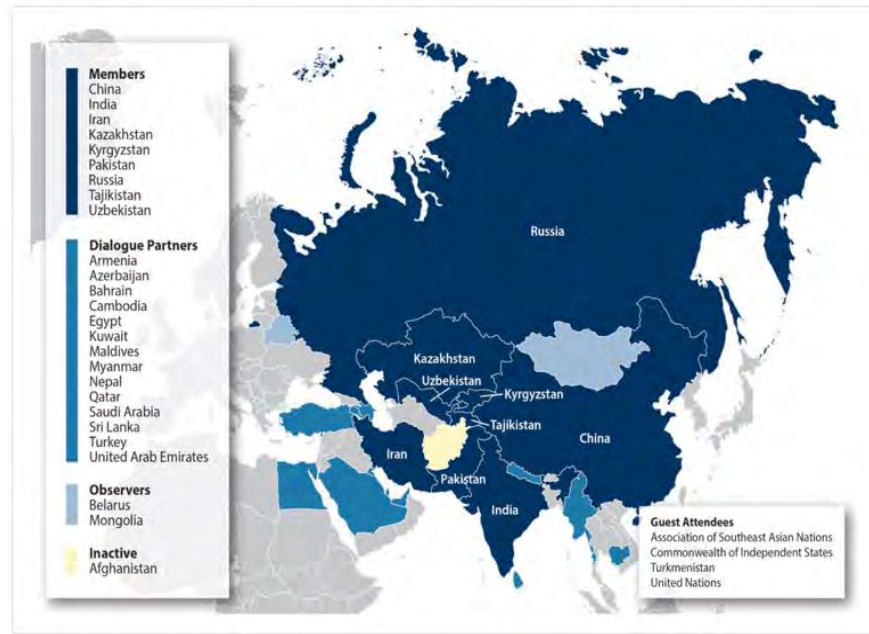 Members
China
India
Iran
Kazakhstan
Kyrgyzstan
Pakistan
Russia
Tajikistan
Uzbekistan
Dialogue Partners
Armenia
Azerbaijan
Bahrain
Cambodia
Egypt
Kuwait
Maldives
Myanmar
Nepal
Qatar
Saudi Arabia
Sri Lanka
Turkey
United Arab Emirates
Observers
Belarus
Mongolia
Inactive
Afghanistan
Russia
Kazakhstan
Uzbekistan
Kyrgyzstan
Tajikistan
China
Iran
Pakistan
India
Guest Attendees
Association of Southeast Asian Nations
Commonwealth of Independent States
Turkmenistan
United Nations